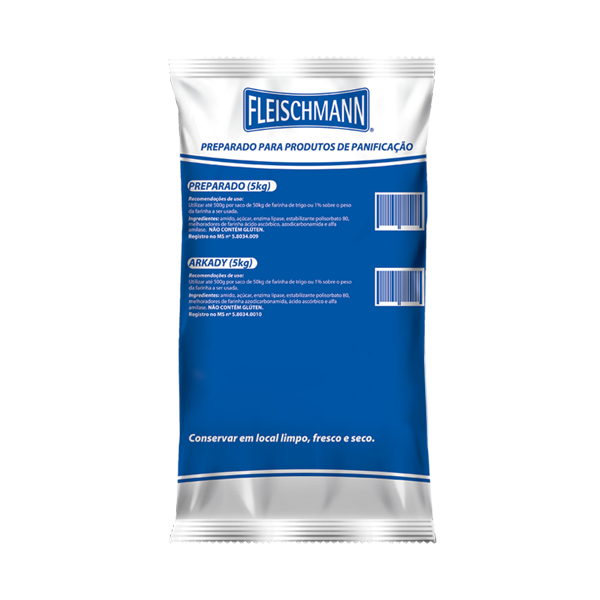 FLEISCHMANN®
PREPARADO PARA PRODUTOS DE PANIFICAÇÃO
PREPARADO (5kg)
Recomendações de uso:
Utilizar até 500g por saco de 50kg de farinha de trigo ou 1% sobre o peso
da farinha a ser usada.
Ingredientes: amido, açúcar, enzima lipase, estabilizante polisorbato 80,
melhoradores de farinha ácido ascórbico, azodicarbonamida e alfa
amilase. NÃO CONTÉM GLÚTEN.
Registro no MS nº 5.8034.009
ARKADY (5kg)
Recomendações de uso:
Utilizar até 500g por saco de 50kg de farinha de trigo ou 1% sobre o peso
da farinha a ser usada.
Ingredientes: amido, açúcar, enzima lipase, estabilizante polisorbato 80,
melhoradores de farinha azodicarbonamida, ácido ascórbico e alfa
amilase. NÃO CONTÉM GLÚTEN.
Registro no MS nº 5.8034.0010
Conservar em local limpo, fresco e seco.